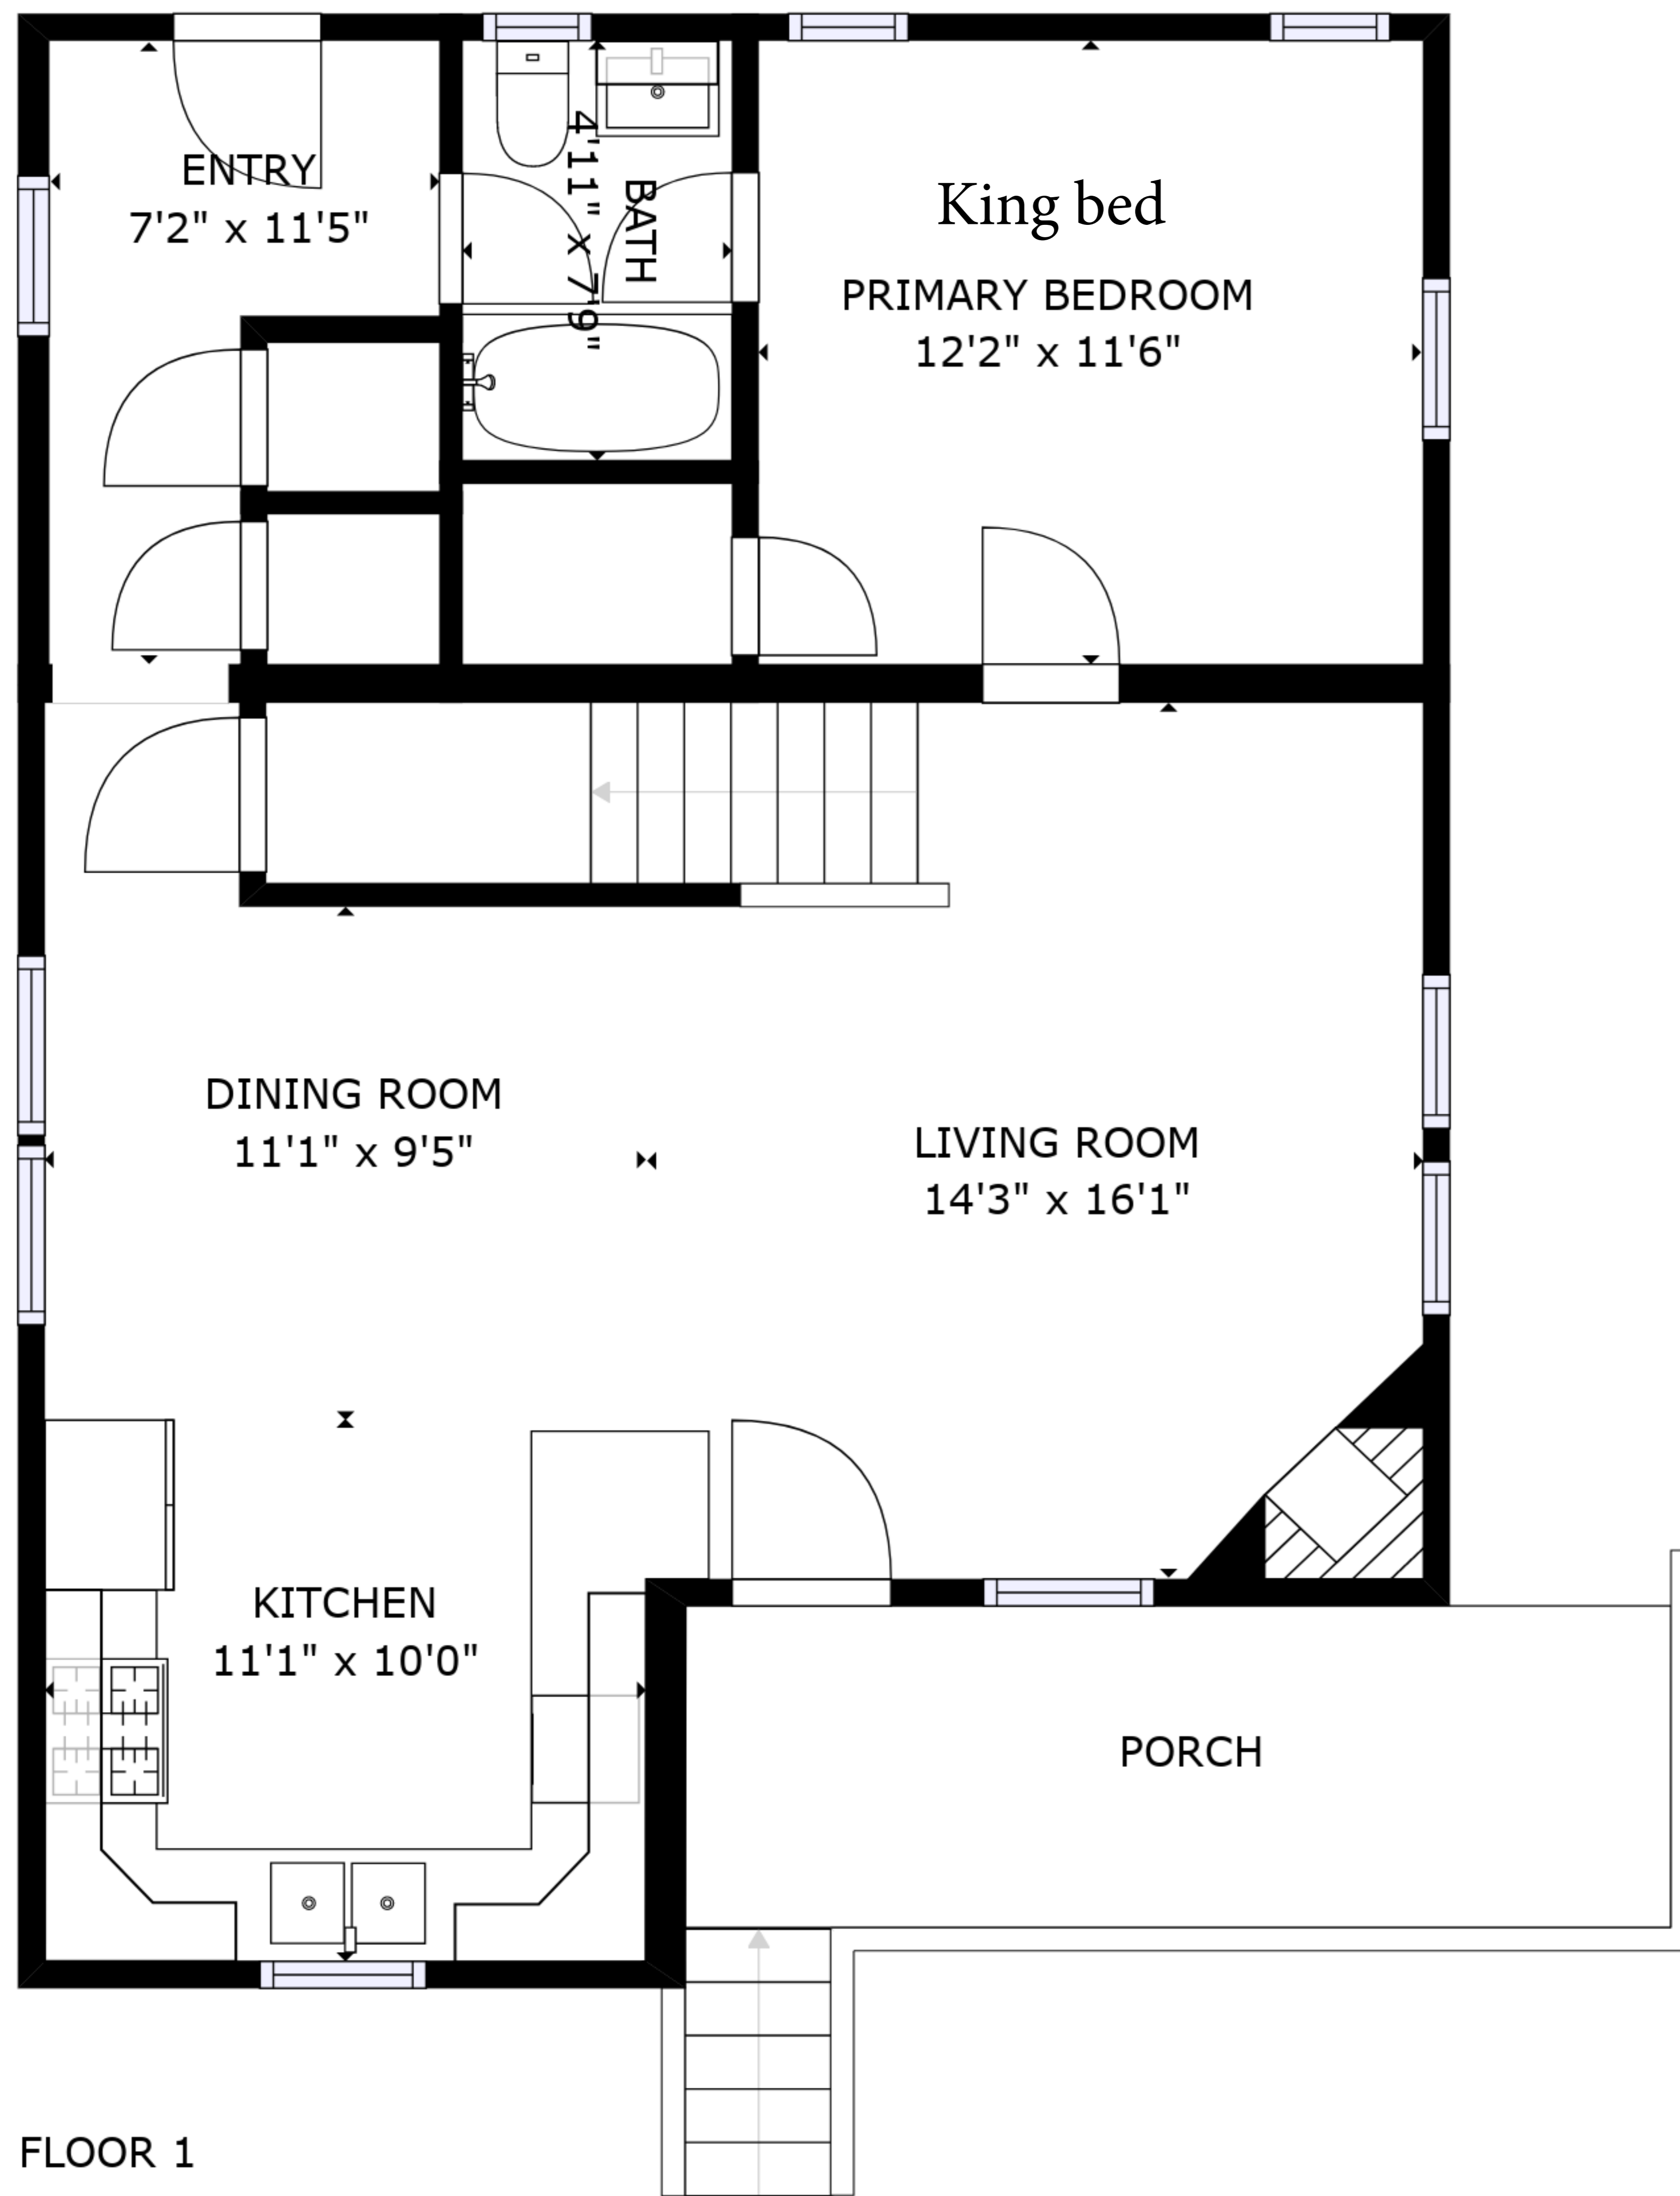 ENTRY
7'2" x 11'5"
BATH
4'11" x 7'9"
King bed
PRIMARY BEDROOM
12'2" x 11'6"
DINING ROOM
11'1" x 9'5"
LIVING ROOM
14'3" x 16'1"
KITCHEN
11'1" x 10'0"
PORCH
FLOOR 1